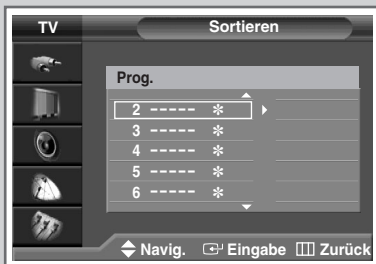 TV Sortieren
Prog.
2 ----- ✻
3 ----- ✻
4 ----- ✻
5 ----- ✻
6 ----- ✻
Navig. Eingabe Zurück